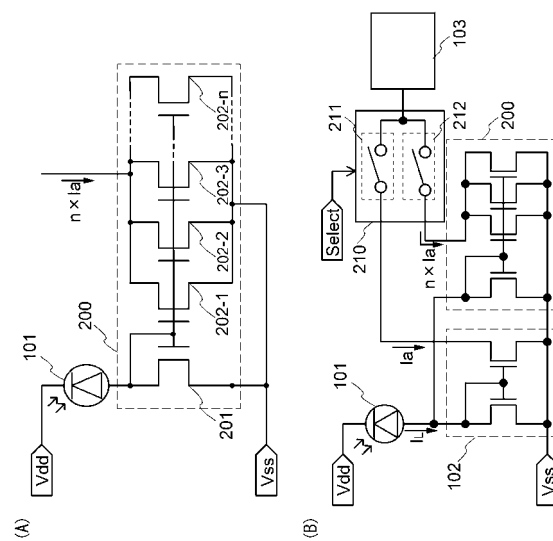 (A)
Vdd
101
200
n × Ia
201
202-1
202-2
202-3
202-n
Vss
(B)
Vdd
101
IL
102
Ia
n × Ia
Select
210
211
212
103
200
Vss